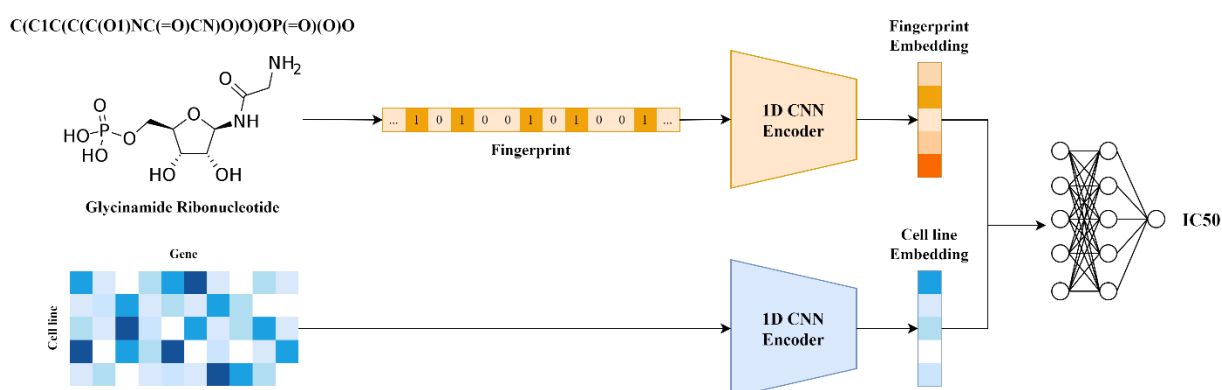 C(C1C(C(C(O1)NC(=O)CN)O)O)OP(=O)(O)O
NH₂
O
NH
O
O
HO
P
O
HO
HO
OH
Glycinamide Ribonucleotide
... 1 0 1 0 0 1 0 1 0 0 1 ...
Fingerprint
1D CNN
Encoder
Fingerprint
Embedding
Gene
Cell line
1D CNN
Encoder
Cell line
Embedding
IC50